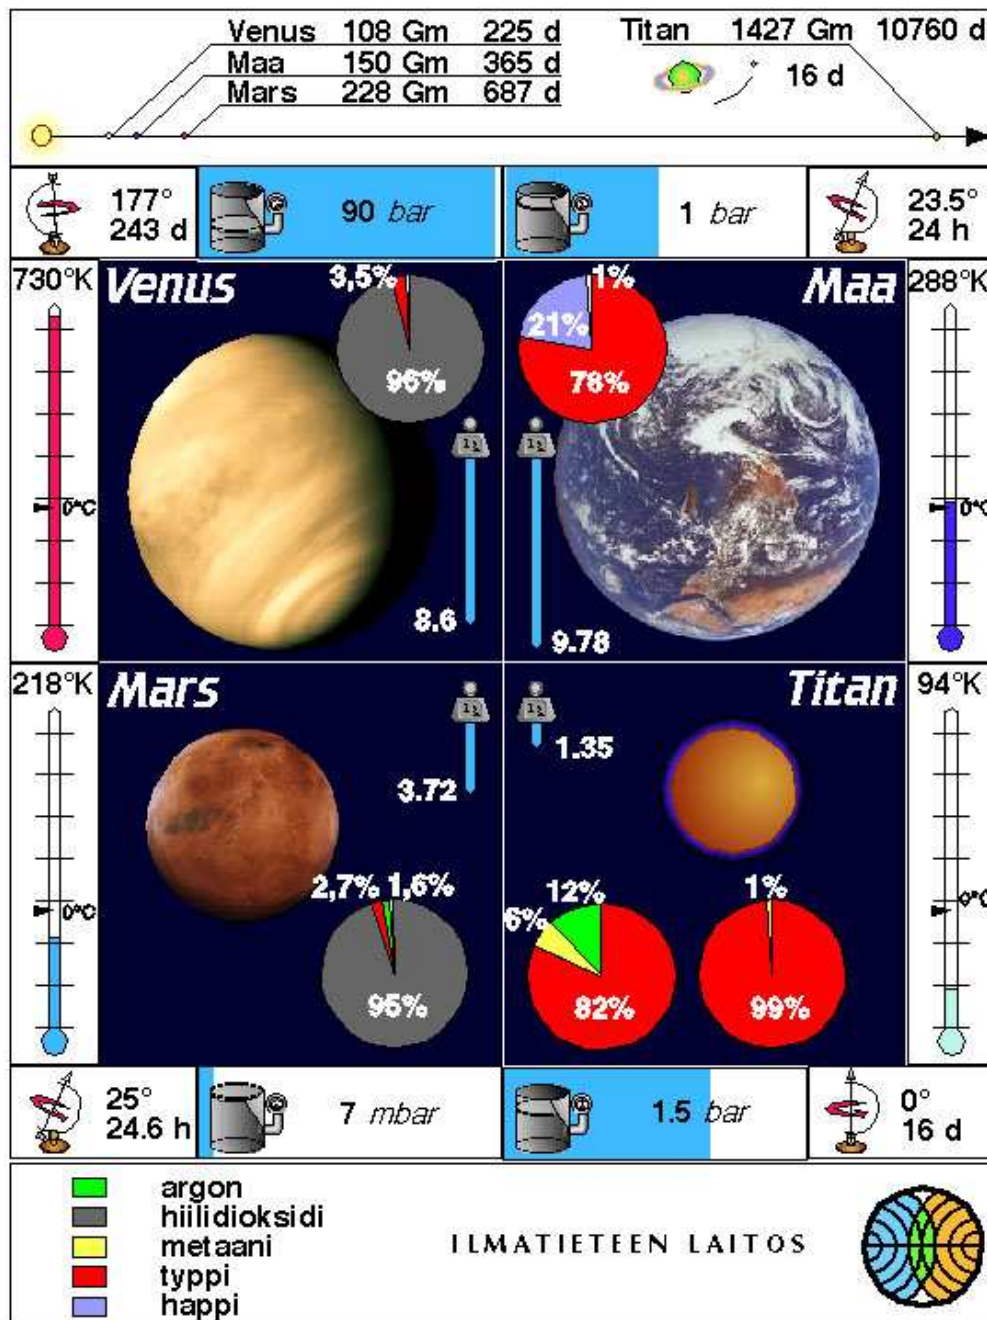 Venus 108 Gm 225 d
Maa 150 Gm 365 d
Mars 228 Gm 687 d
Titan 1427 Gm 10760 d
16 d
177°
243 d
90 bar
1 bar
23.5°
24 h
730°K
Venus
3,5%
96%
8.6
0°C
Maa
1%
21%
78%
9.78
288°K
0°C
218°K
Mars
3.72
2,7%
1,6%
95%
0°C
Titan
1.35
12%
6%
82%
1%
99%
94°K
0°C
25°
24.6 h
7 mbar
1.5 bar
0°
16 d
argon
hiilidioksidi
metaani
typpi
happi
ILMATIETEEN LAITOS